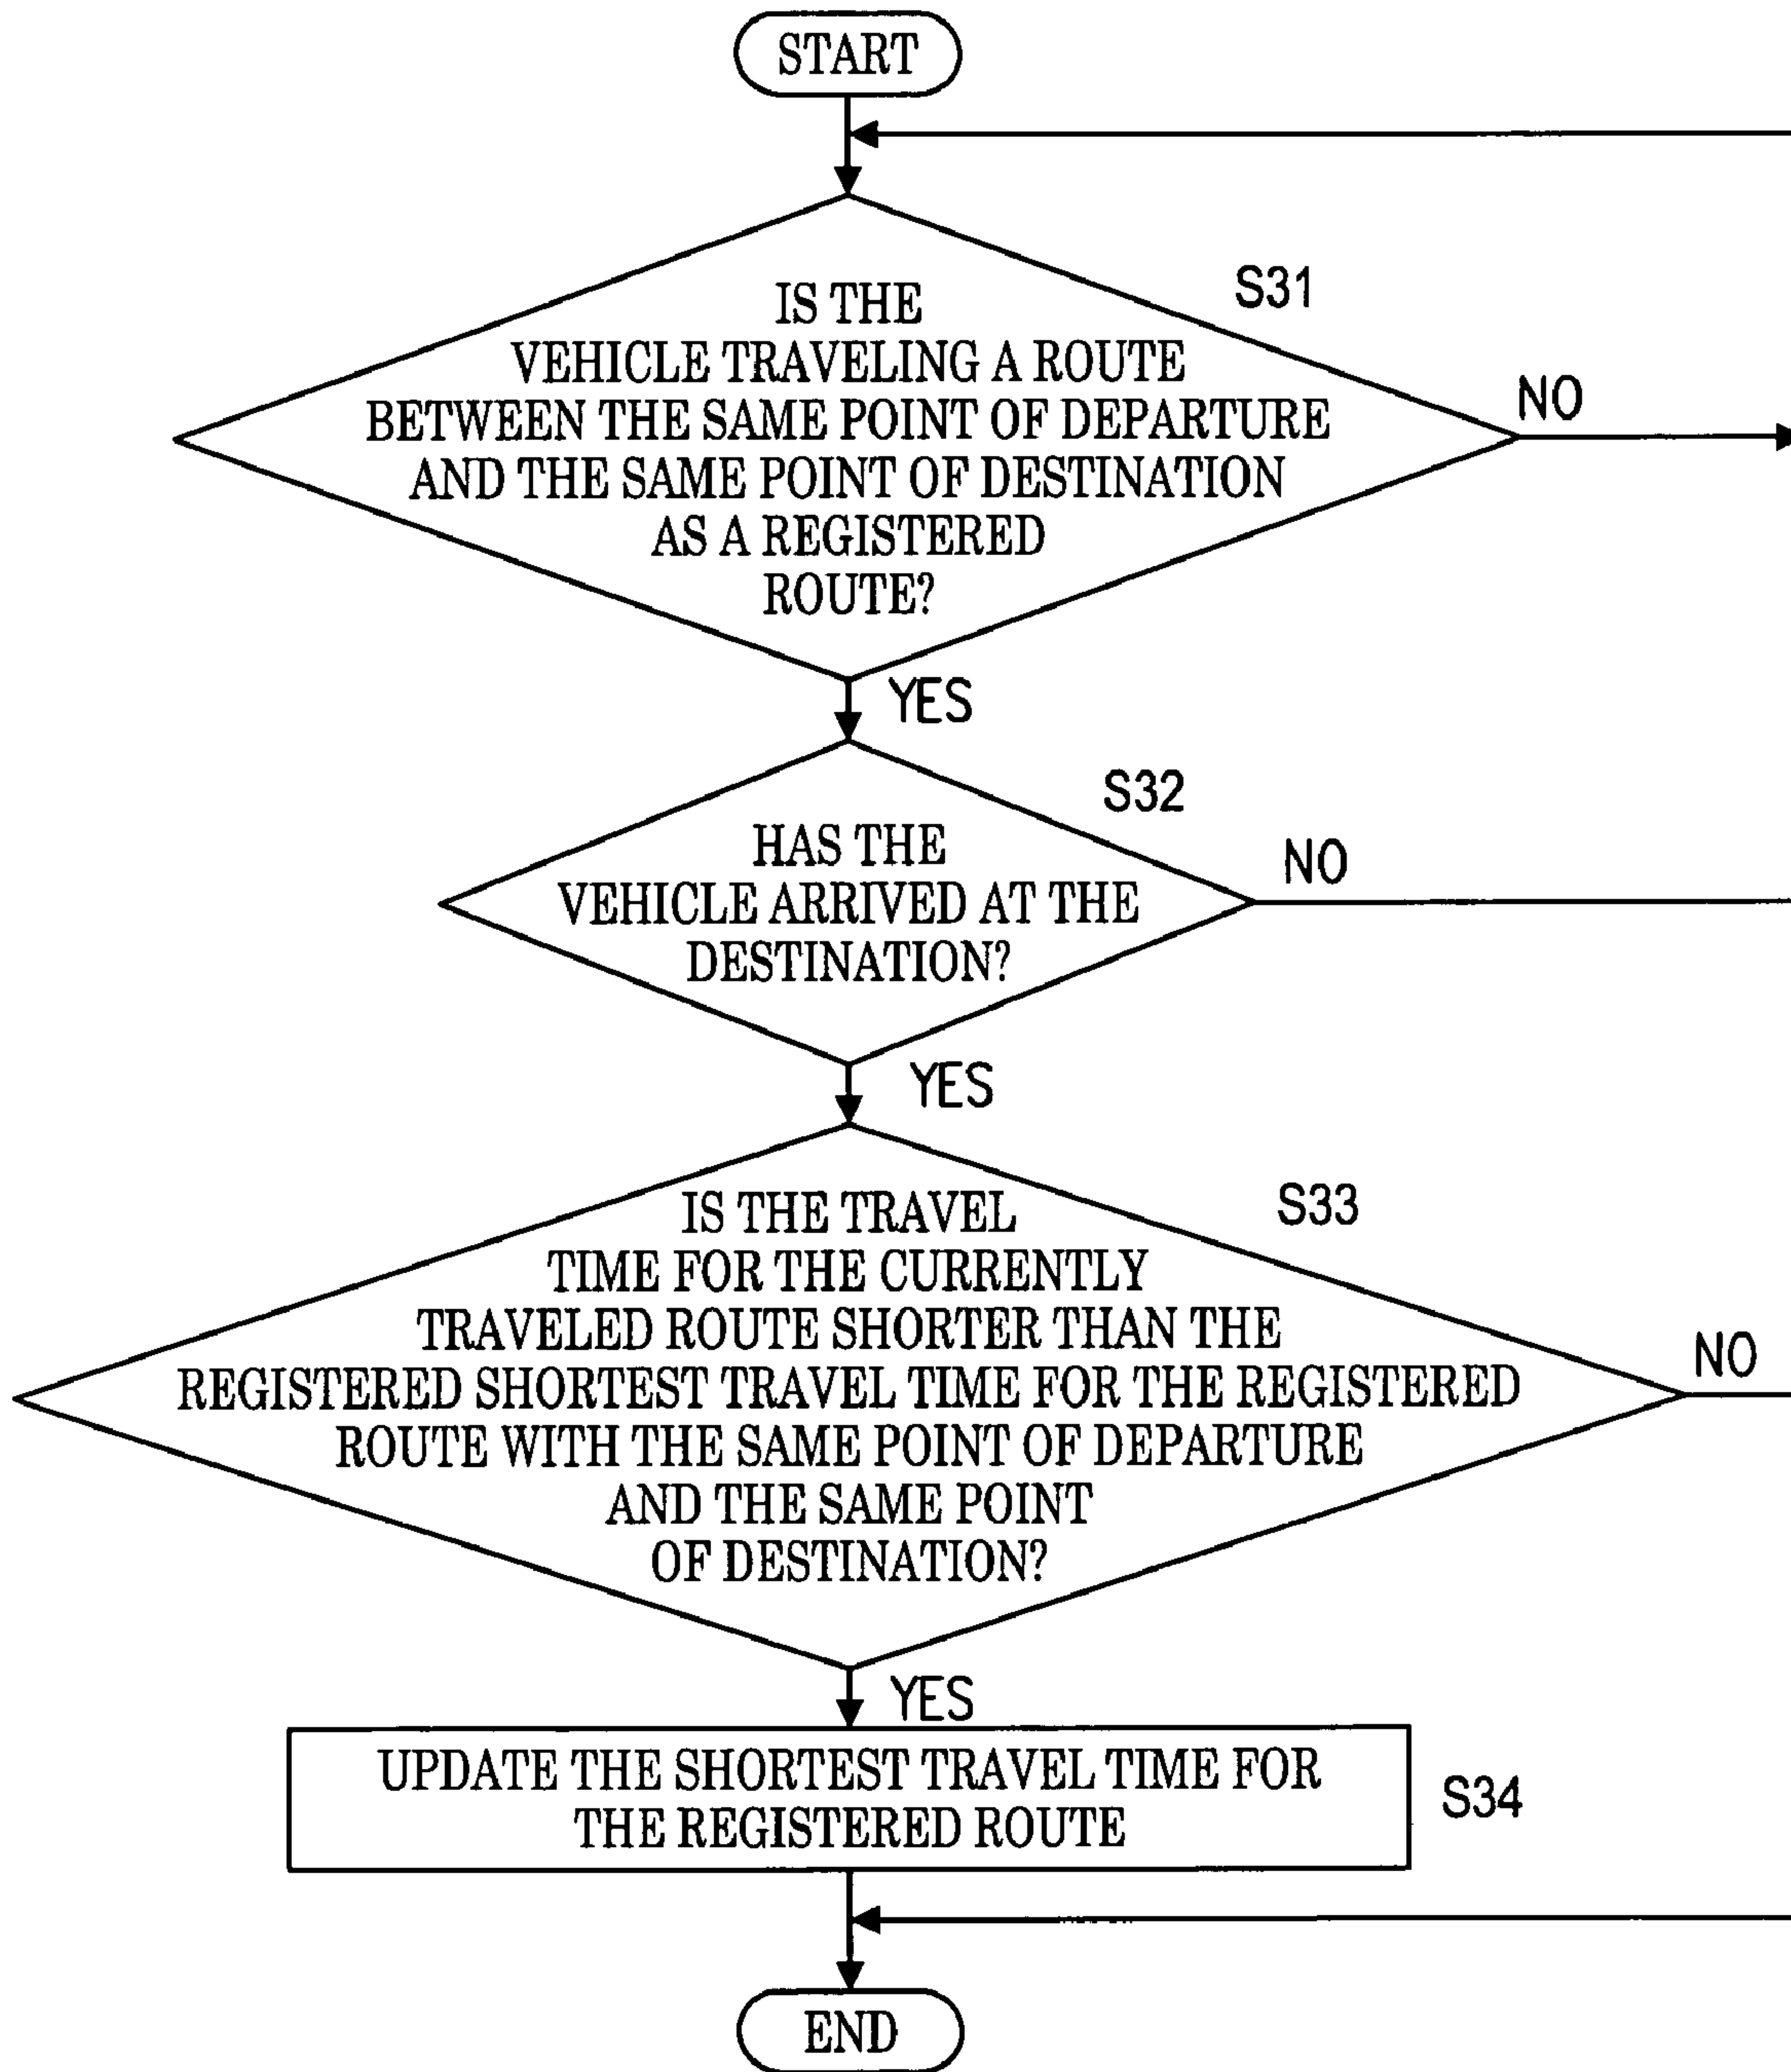 START
IS THE
VEHICLE TRAVELING A ROUTE
BETWEEN THE SAME POINT OF DEPARTURE
AND THE SAME POINT OF DESTINATION
AS A REGISTERED
ROUTE?
S31
NO
YES
HAS THE
VEHICLE ARRIVED AT THE
DESTINATION?
S32
NO
YES
IS THE TRAVEL
TIME FOR THE CURRENTLY
TRAVELED ROUTE SHORTER THAN THE
REGISTERED SHORTEST TRAVEL TIME FOR THE REGISTERED
ROUTE WITH THE SAME POINT OF DEPARTURE
AND THE SAME POINT
OF DESTINATION?
S33
NO
YES
UPDATE THE SHORTEST TRAVEL TIME FOR
THE REGISTERED ROUTE
S34
END